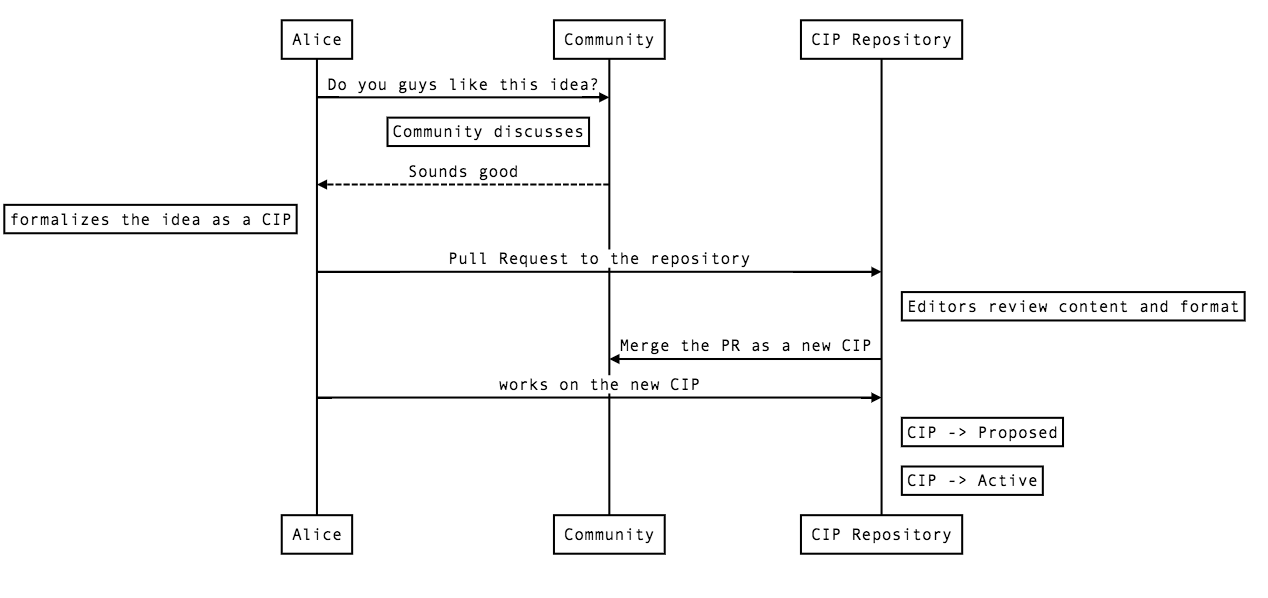 Alice
Community
CIP Repository
Do you guys like this idea?
Community discusses
Sounds good
formalizes the idea as a CIP
Pull Request to the repository
Editors review content and format
Merge the PR as a new CIP
works on the new CIP
CIP -> Proposed
CIP -> Active
Alice
Community
CIP Repository